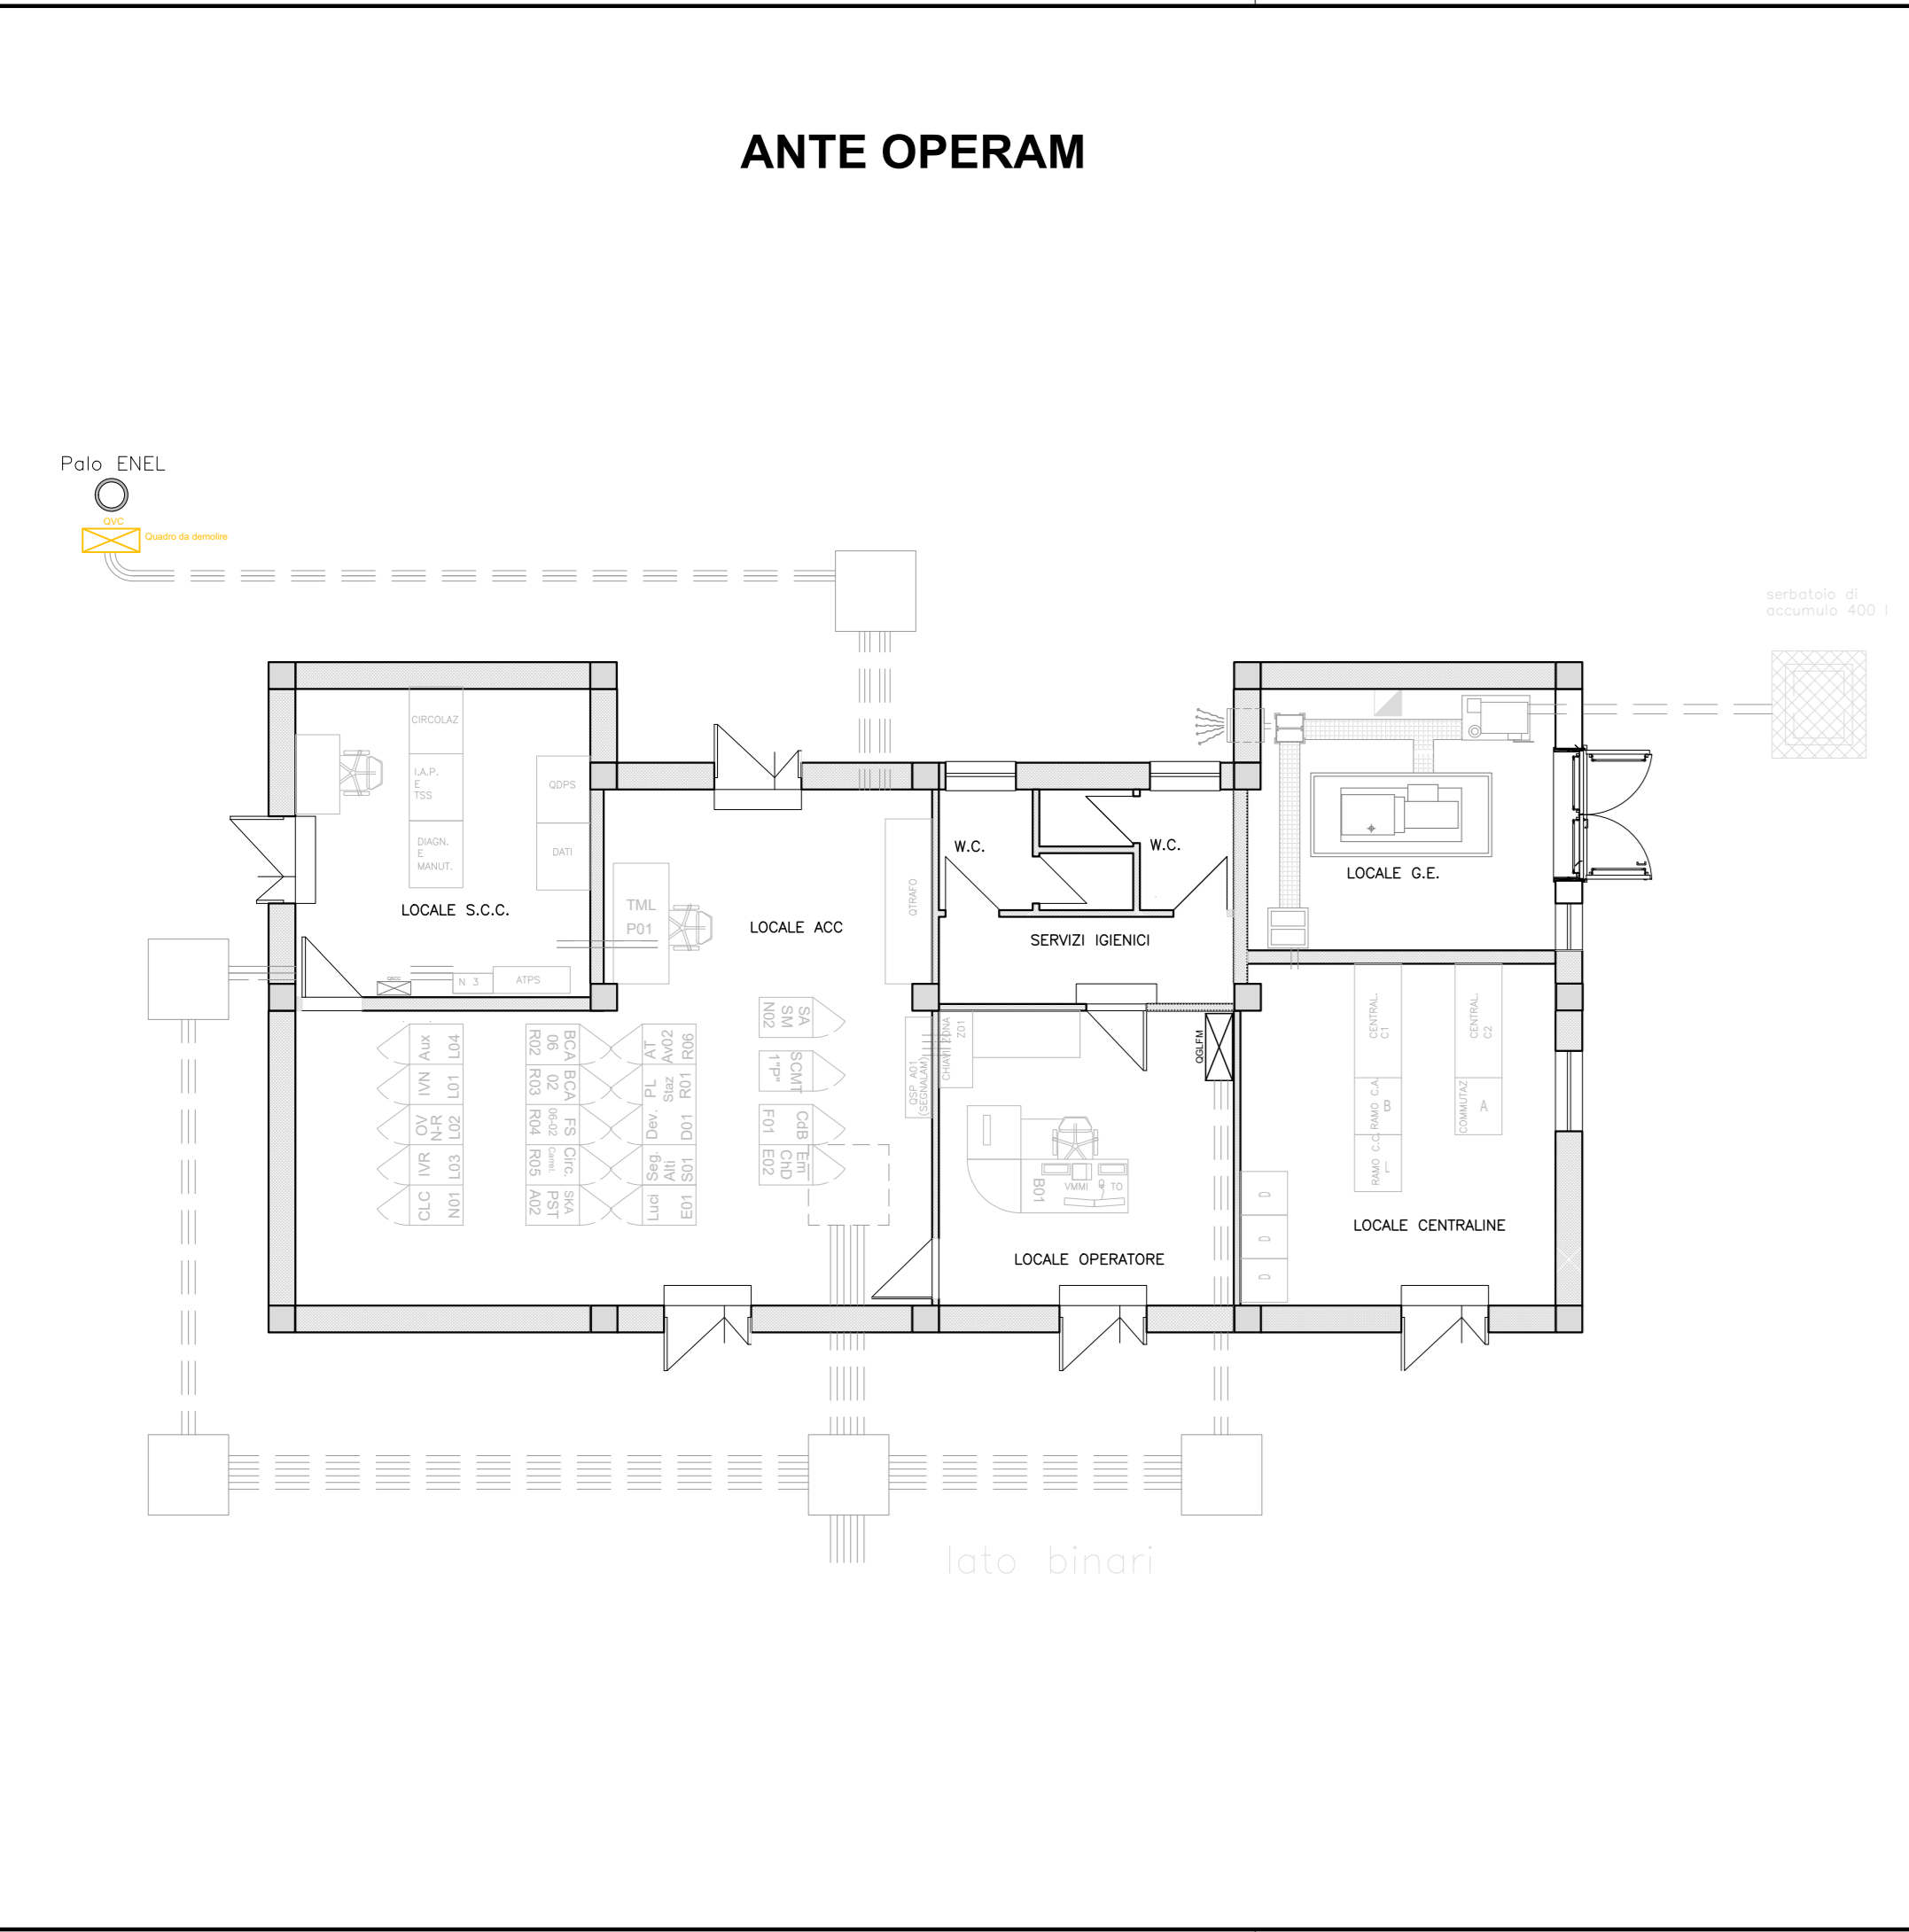 ANTE OPERAM
Palo ENEL
QVC
Quadro da demolire
serbatoio di
accumulo 400 l
CIRCOLAZ
I.A.P.
E
TSS
DIAGN.
E
MANUT.
QDPS
DATI
LOCALE S.C.C.
N 3
ATPS
TML
P01
LOCALE ACC
QTRAFO
W.C.
W.C.
SERVIZI IGIENICI
LOCALE G.E.
Aux L04
IVN L01
OV
N-R L02
IVR L03
CLC N01
BCA
06
R02
BCA
02
R03
FS
06-02
R04
Circ.
Carrel.
R05
SKA
PST
A02
AT
Av02
R06
PL
Staz
R01
Dev. D01
Seg.
Alti
S01
Luci E01
SA
SM
N02
SCMT
1"P"
CdB
F01
Em
ChD
E02
QSP A01
(SEGNALAM)
CHIAVI ZONA
Z01
QGLFM
B01
VMMI
TO
LOCALE OPERATORE
CENTRAL.
C1
RAMO C.A.
B
RAMO C.C.
L
CENTRAL.
C2
COMMUTAZ
A
LOCALE CENTRALINE
lato binari